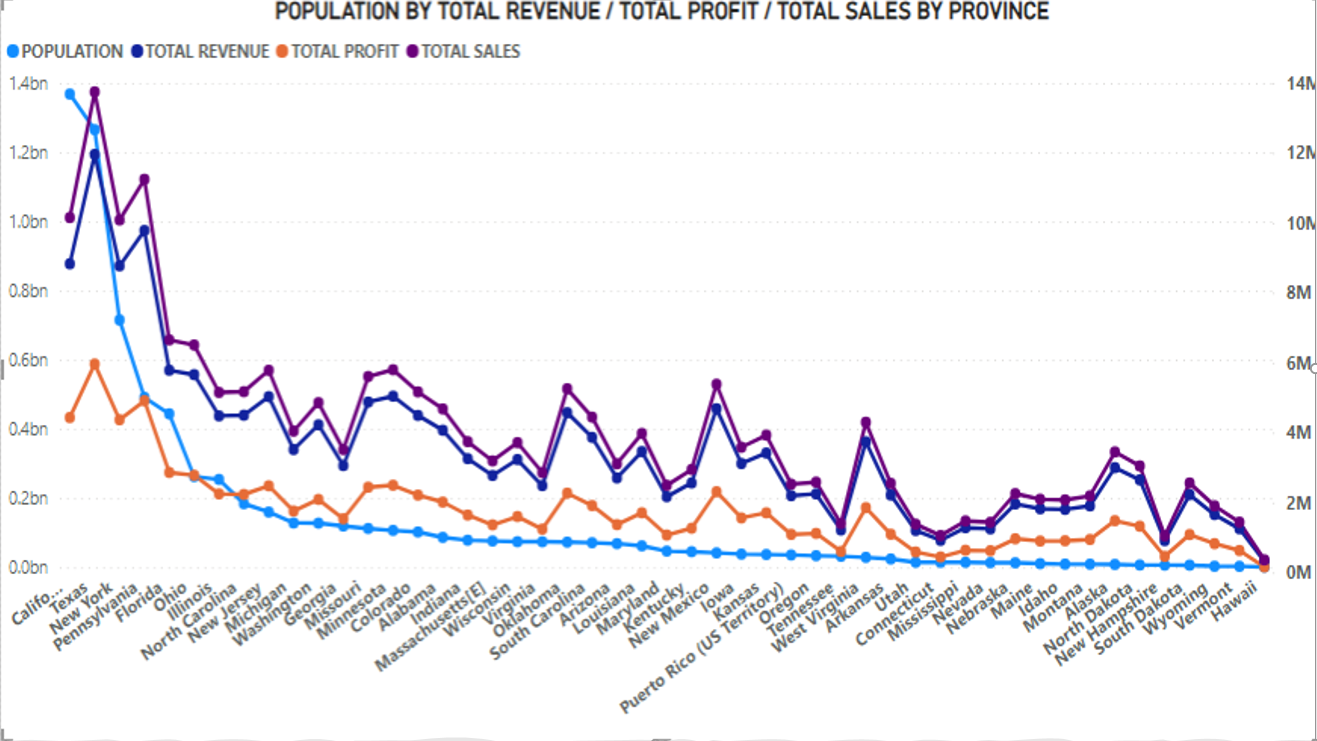 POPULATION BY TOTAL REVENUE / TOTAL PROFIT / TOTAL SALES BY PROVINCE
POPULATION TOTAL REVENUE TOTAL PROFIT TOTAL SALES
1.4bn
1.2bn
1.0bn
0.8bn
0.6bn
0.4bn
0.2bn
0.0bn
14M
12M
10M
8M
6M
4M
2M
0M
Califo...
Texas
New York
Pennsylvania
Florida
Ohio
Illinois
North Carolina
New Jersey
Michigan
Washington
Georgia
Missouri
Minnesota
Colorado
Alabama
Indiana
Massachusetts[E]
Wisconsin
Virginia
Oklahoma
South Carolina
Arizona
Louisiana
Maryland
Kentucky
New Mexico
Iowa
Kansas
Puerto Rico (US Territory)
Oregon
Tennessee
West Virginia
Arkansas
Utah
Connecticut
Mississippi
Nevada
Nebraska
Maine
Idaho
Montana
Alaska
North Dakota
New Hampshire
South Dakota
Wyoming
Vermont
Hawaii